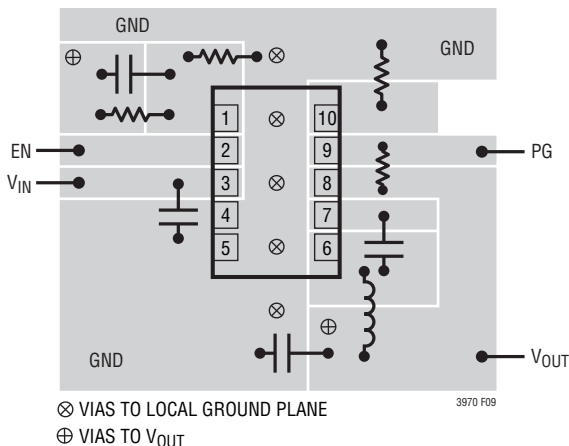 GND
GND
1
10
EN
2
9
PG
VIN
3
8
4
7
5
6
GND
VOUT
3970 F09
⊗ VIAS TO LOCAL GROUND PLANE
⊕ VIAS TO VOUT